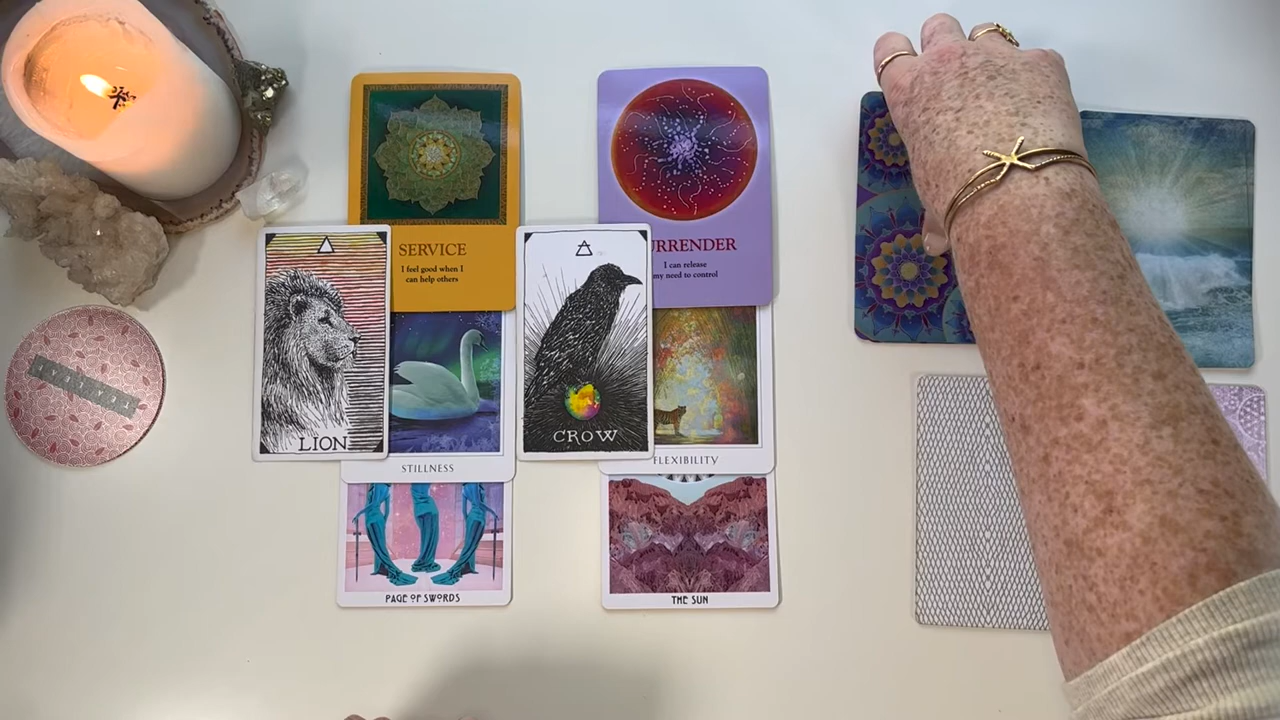 SERVICE
I feel good when I
can help others
URRENDER
I can release
my need to control
LION
CROW
STILLNESS
FLEXIBILITY
PAGE OF SWORDS
THE SUN